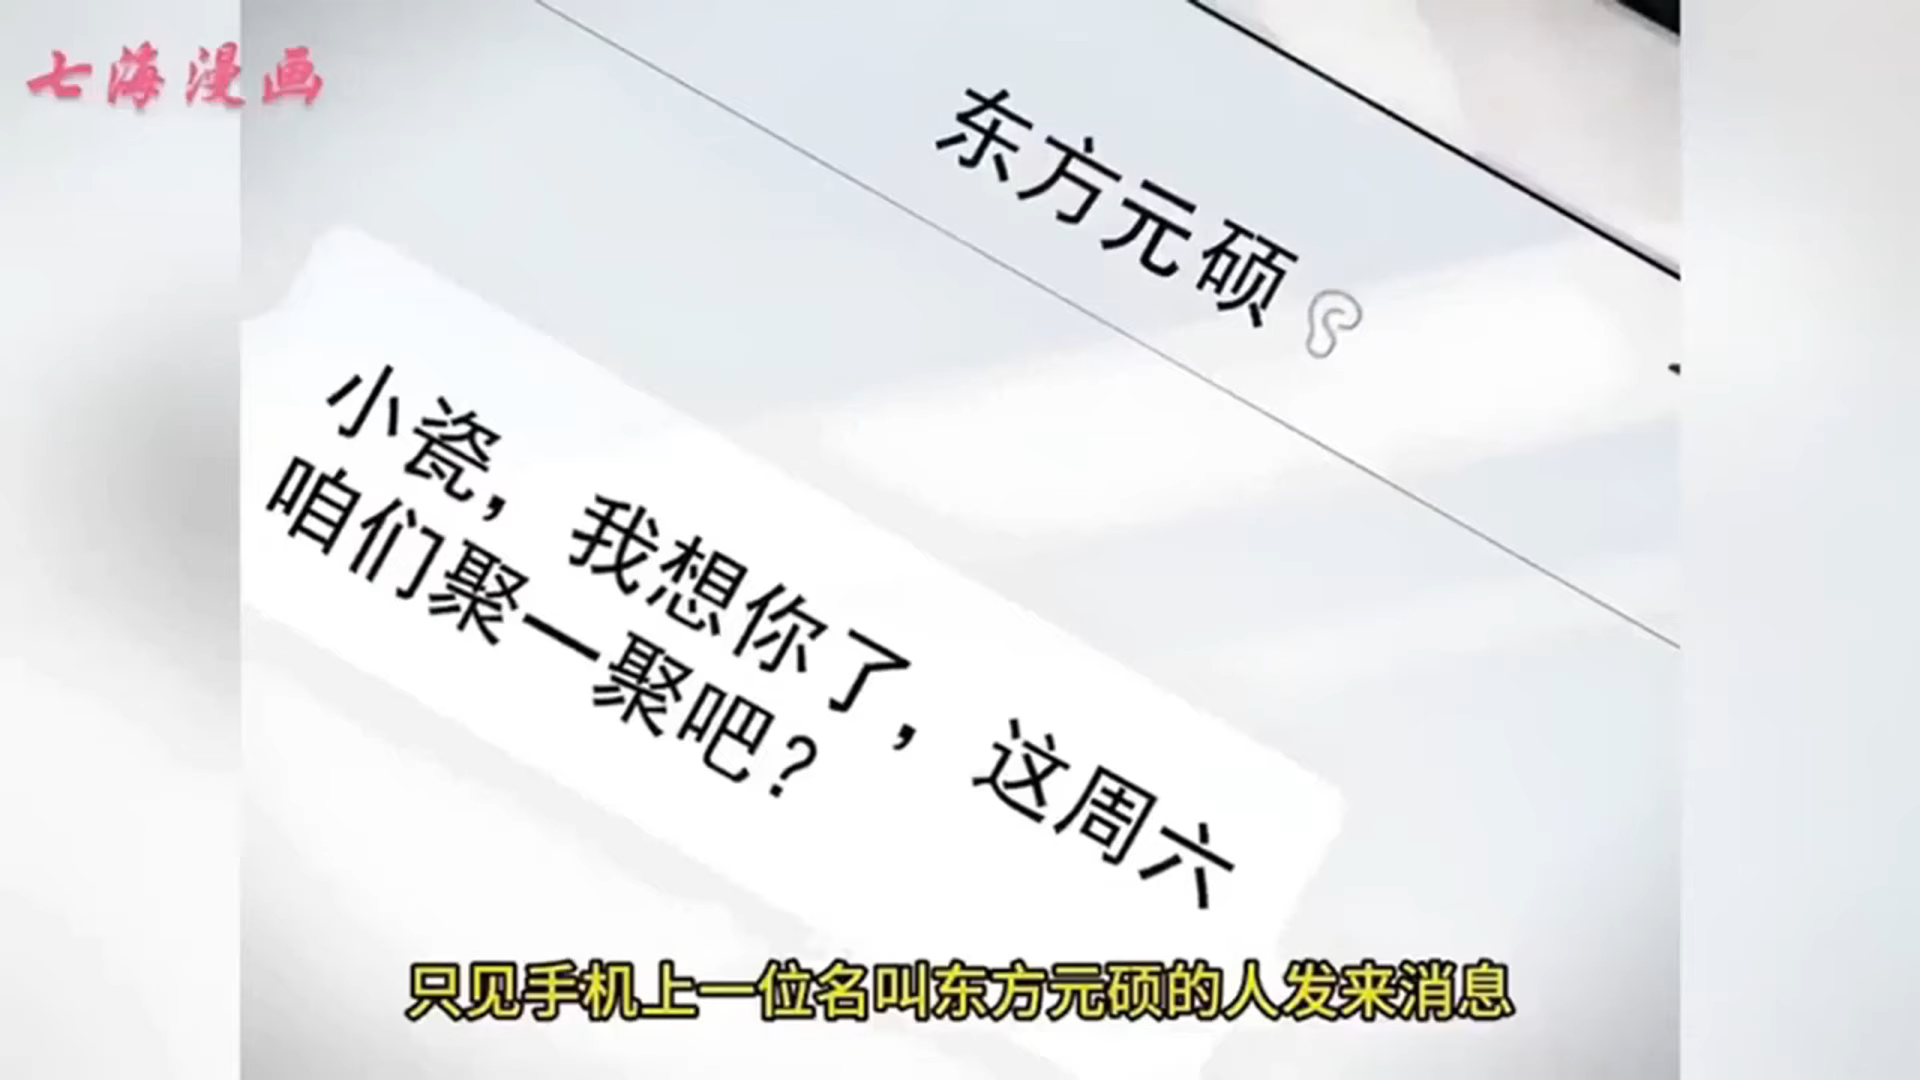 七海漫画
东方元硕
小瓷，我想你了，这周六
咱们聚一聚吧？
只见手机上一位名叫东方元硕的人发来消息